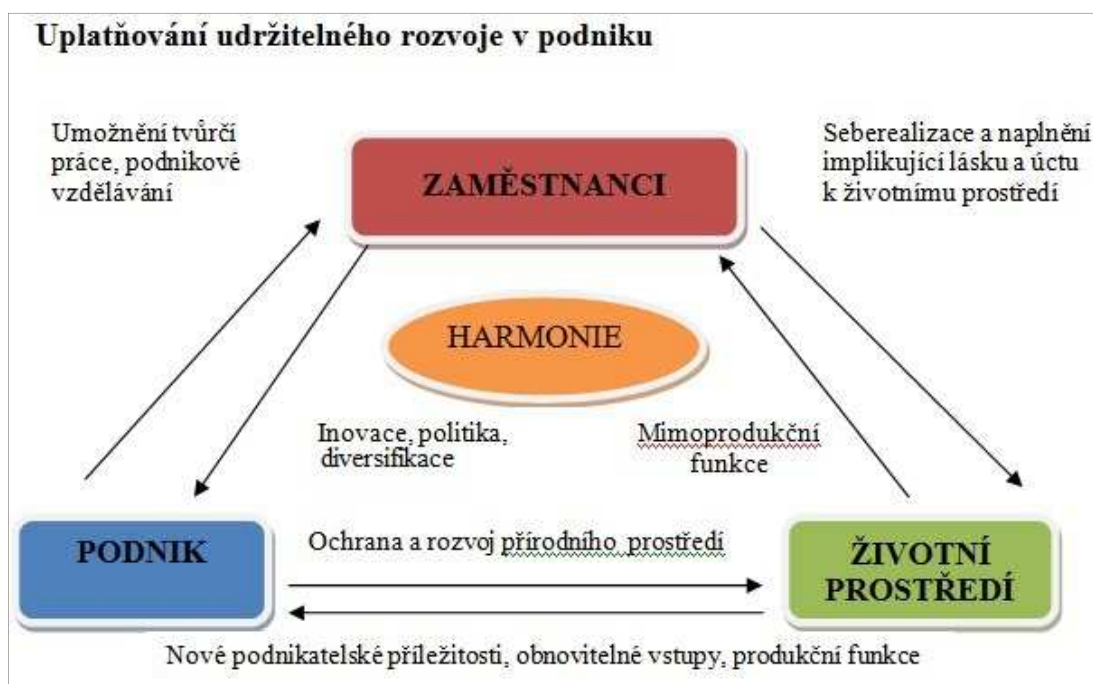 Uplatňování udržitelného rozvoje v podniku
Umožnění tvůrčí
práce, podnikové
vzdělávání
ZAMĚSTNANCI
Seberealizace a naplnění
implikující lásku a úctu
k životnímu prostředí
HARMONIE
Inovace, politika,
diversifikace
Mimoprodukční
funkce
PODNIK
Ochrana a rozvoj přírodního prostředí
ŽIVOTNÍ
PROSTŘEDÍ
Nové podnikatelské příležitosti, obnovitelné vstupy, produkční funkce